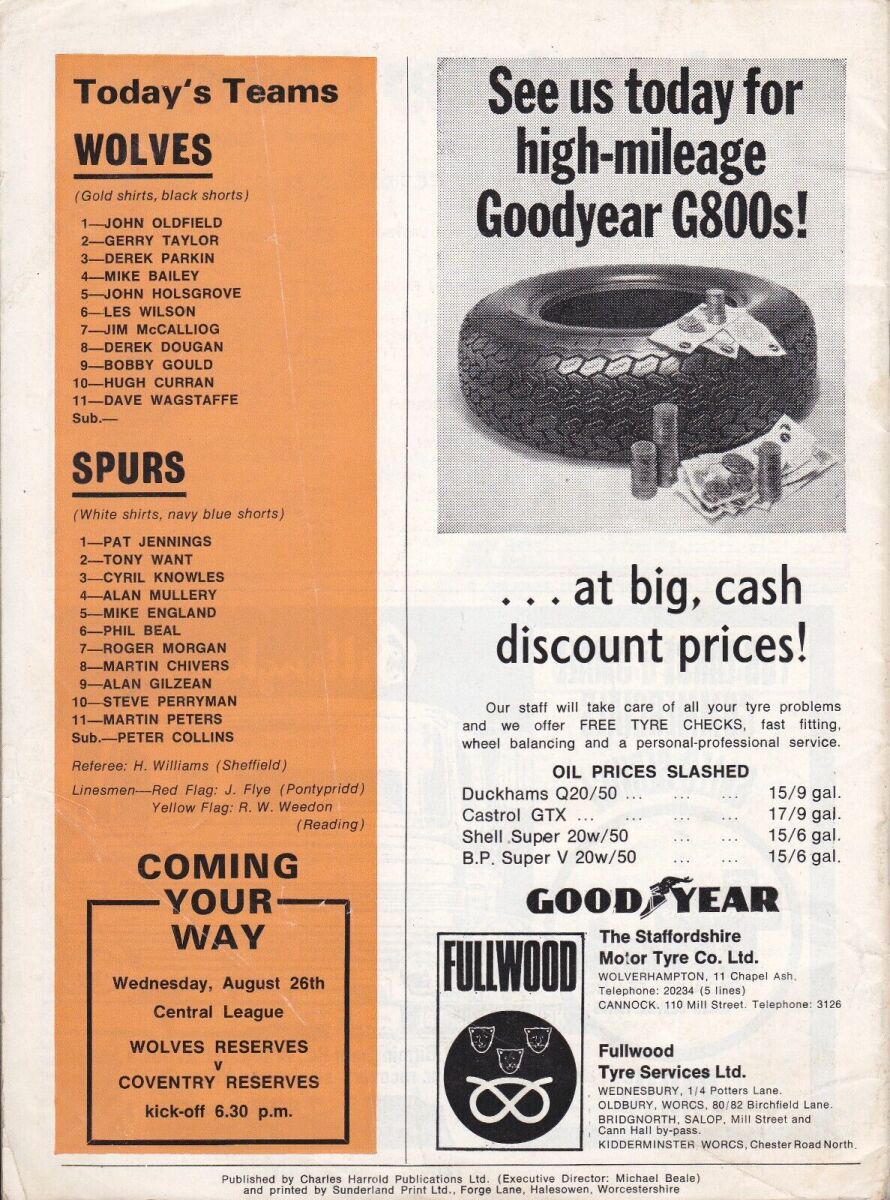 Today's Teams
WOLVES
(Gold shirts, black shorts)
1—JOHN OLDFIELD
2—GERRY TAYLOR
3—DEREK PARKIN
4—MIKE BAILEY
5—JOHN HOLSGROVE
6—LES WILSON
7—JIM McCALLIOG
8—DEREK DOUGAN
9—BOBBY GOULD
10—HUGH CURRAN
11—DAVE WAGSTAFFE
Sub.—
SPURS
(White shirts, navy blue shorts)
1—PAT JENNINGS
2—TONY WANT
3—CYRIL KNOWLES
4—ALAN MULLERY
5—MIKE ENGLAND
6—PHIL BEAL
7—ROGER MORGAN
8—MARTIN CHIVERS
9—ALAN GILZEAN
10—STEVE PERRYMAN
11—MARTIN PETERS
Sub.—PETER COLLINS
Referee: H. Williams (Sheffield)
Linesmen—Red Flag: J. Flye (Pontypridd)
Yellow Flag: R. W. Weedon
(Reading)
COMING
YOUR
WAY
Wednesday, August 26th
Central League
WOLVES RESERVES
v
COVENTRY RESERVES
kick-off 6.30 p.m.
See us today for
high-mileage
Goodyear G800s!
. . . at big, cash
discount prices!
Our staff will take care of all your tyre problems
and we offer FREE TYRE CHECKS, fast fitting,
wheel balancing and a personal-professional service.
OIL PRICES SLASHED
Duckhams Q20/50 ... ... ... 15/9 gal.
Castrol GTX ... ... ... ... 17/9 gal.
Shell Super 20w/50 ... ... 15/6 gal.
B.P. Super V 20w/50 ... ... 15/6 gal.
GOODYEAR
FULLWOOD
The Staffordshire
Motor Tyre Co. Ltd.
WOLVERHAMPTON, 11 Chapel Ash.
Telephone: 20234 (5 lines)
CANNOCK. 110 Mill Street. Telephone: 3126
Fullwood
Tyre Services Ltd.
WEDNESBURY, 1/4 Potters Lane.
OLDBURY, WORCS, 80/82 Birchfield Lane.
BRIDGNORTH, SALOP, Mill Street and
Cann Hall by-pass.
KIDDERMINSTER WORCS, Chester Road North.
Published by Charles Harrold Publications Ltd. (Executive Director: Michael Beale)
and printed by Sunderland Print Ltd., Forge Lane, Halesowen, Worcestershire